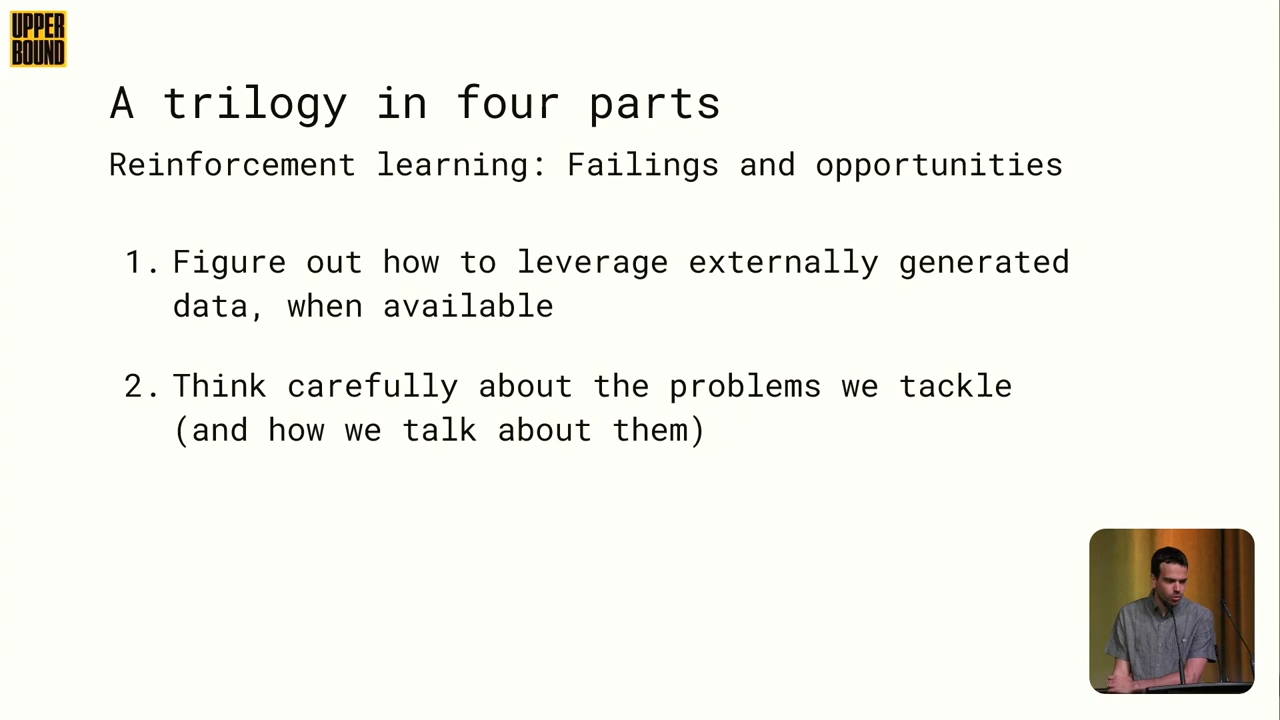 UPPER
BOUND
A trilogy in four parts
Reinforcement learning: Failings and opportunities
1. Figure out how to leverage externally generated
data, when available
2. Think carefully about the problems we tackle
(and how we talk about them)